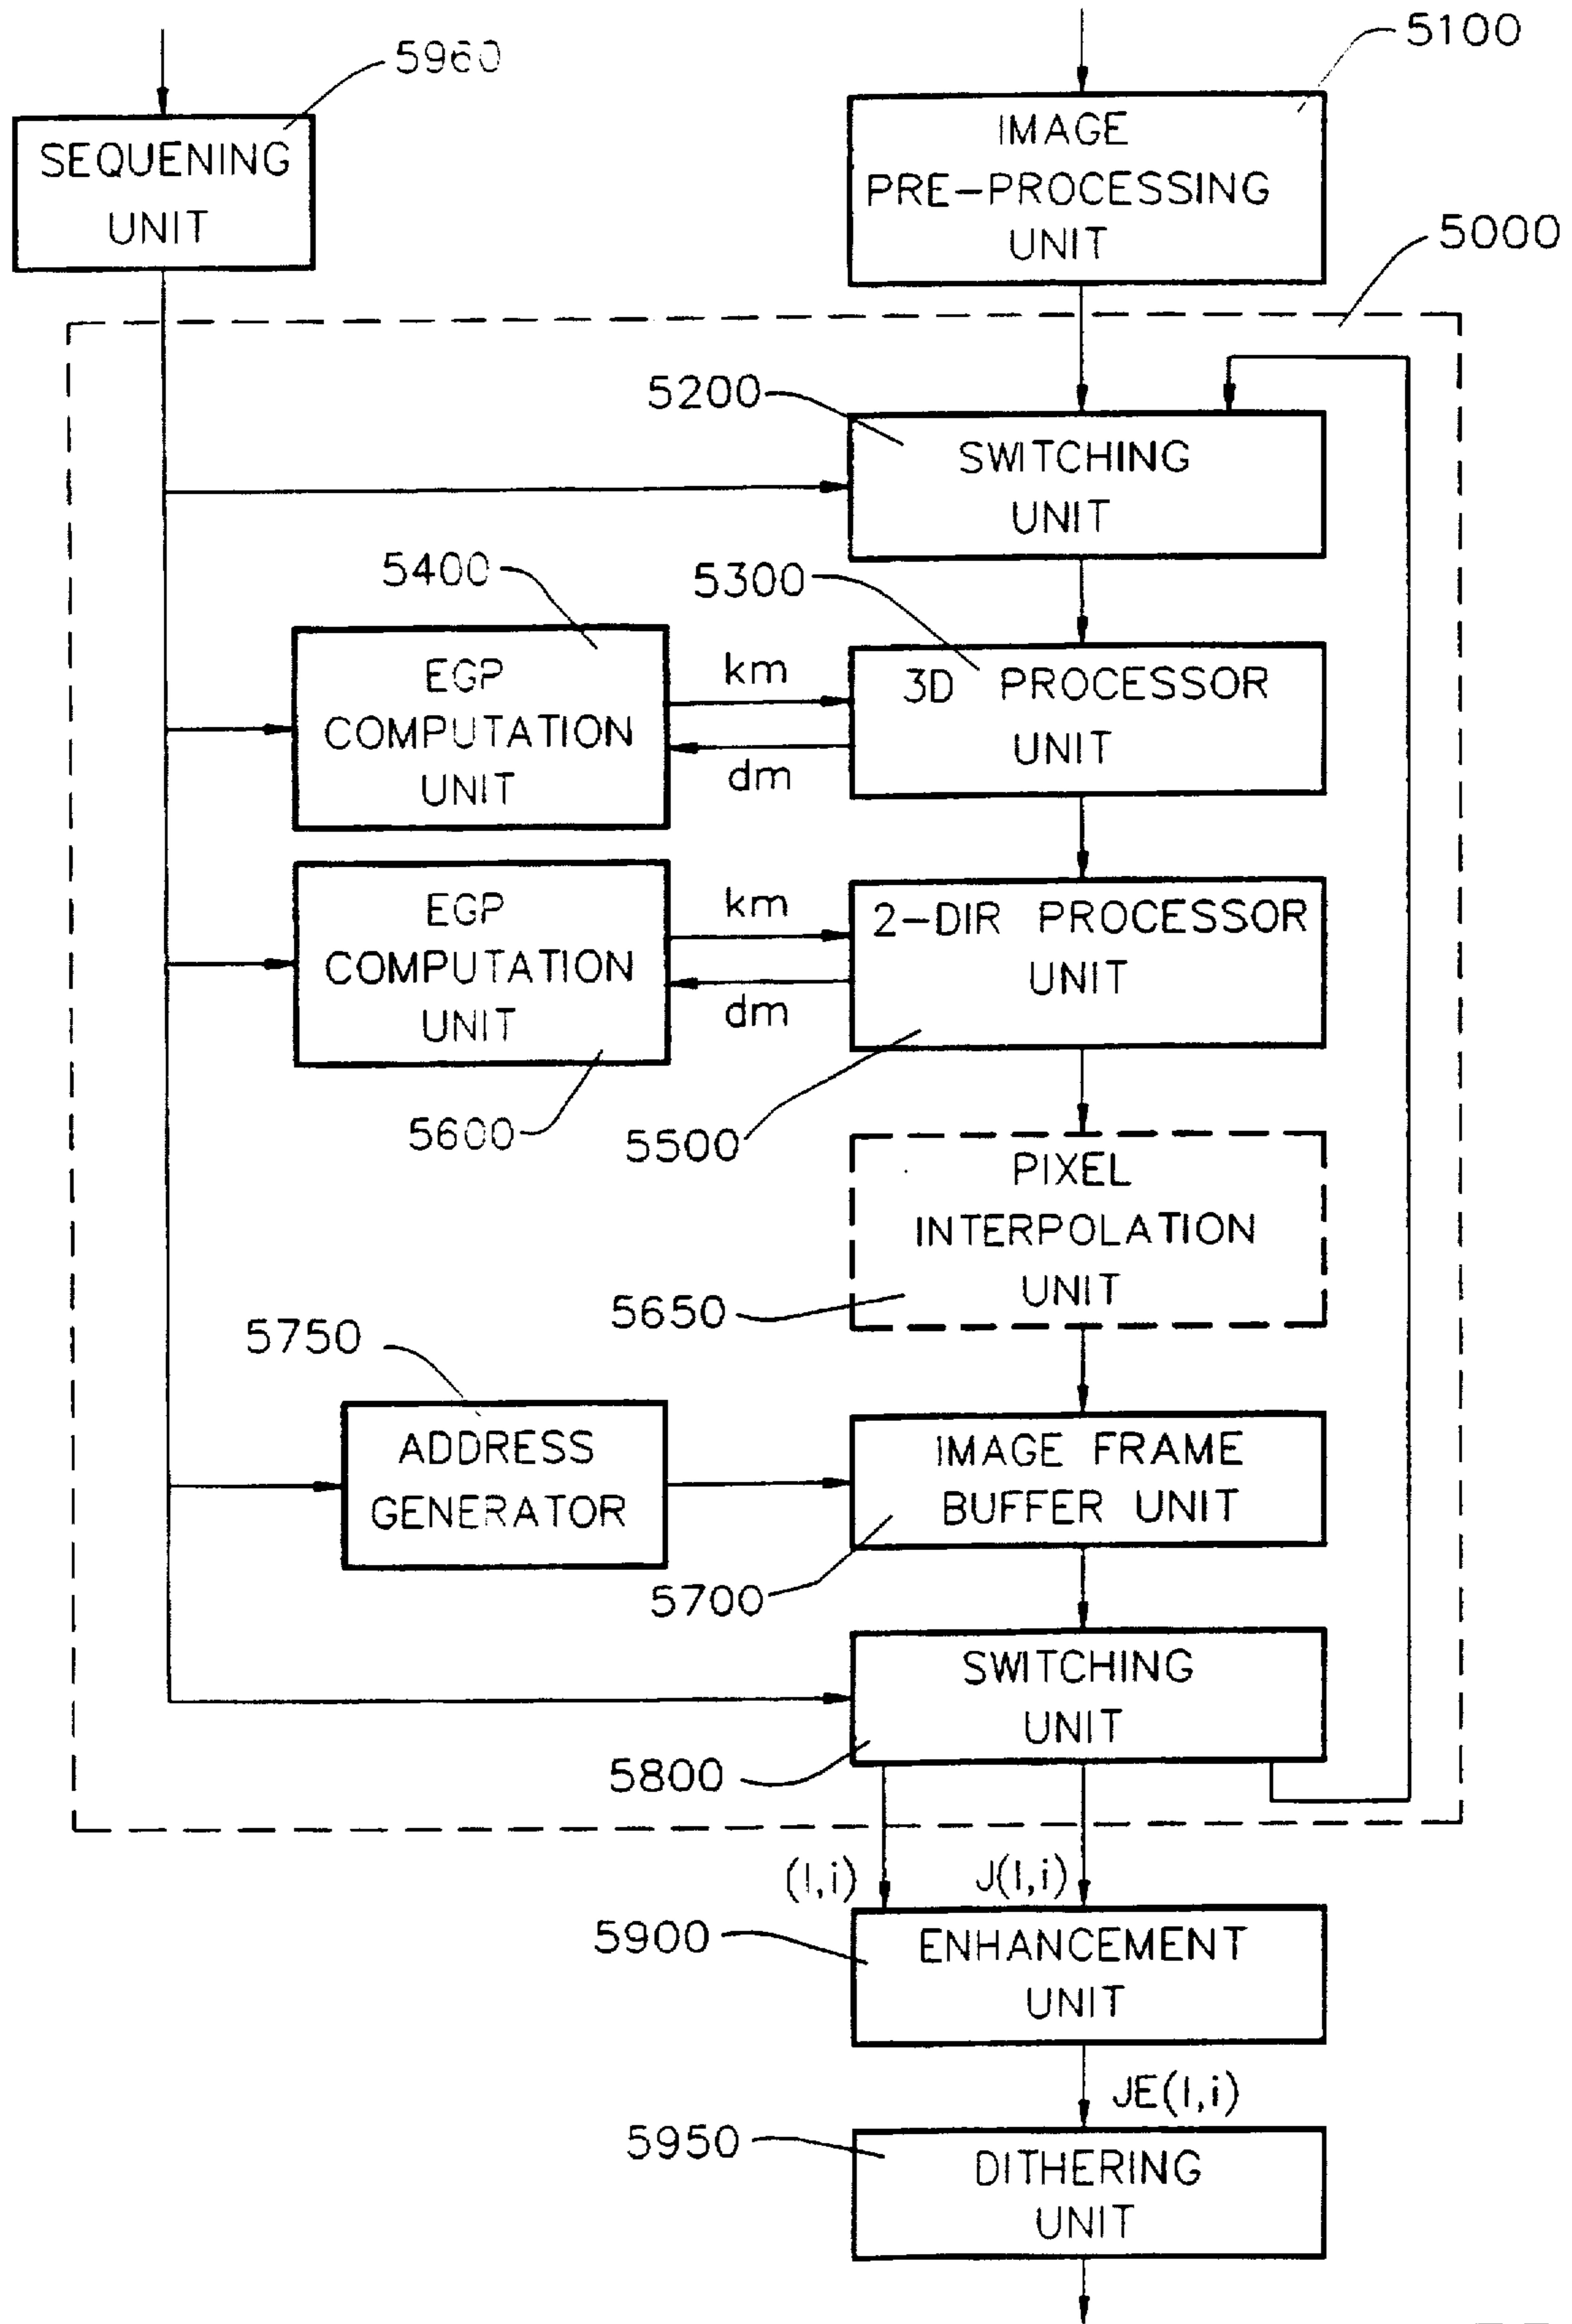 5960
5100
SEQUENING
UNIT
IMAGE
PRE-PROCESSING
UNIT
5000
5200
SWITCHING
UNIT
5400
5300
EGP
COMPUTATION
UNIT
km
dm
3D PROCESSOR
UNIT
EGP
COMPUTATION
UNIT
km
dm
2-DIR PROCESSOR
UNIT
5600
5500
PIXEL
INTERPOLATION
UNIT
5650
5750
ADDRESS
GENERATOR
IMAGE FRAME
BUFFER UNIT
5700
SWITCHING
UNIT
5800
(l,i)
J(l,i)
5900
ENHANCEMENT
UNIT
JE(l,i)
5950
DITHERING
UNIT